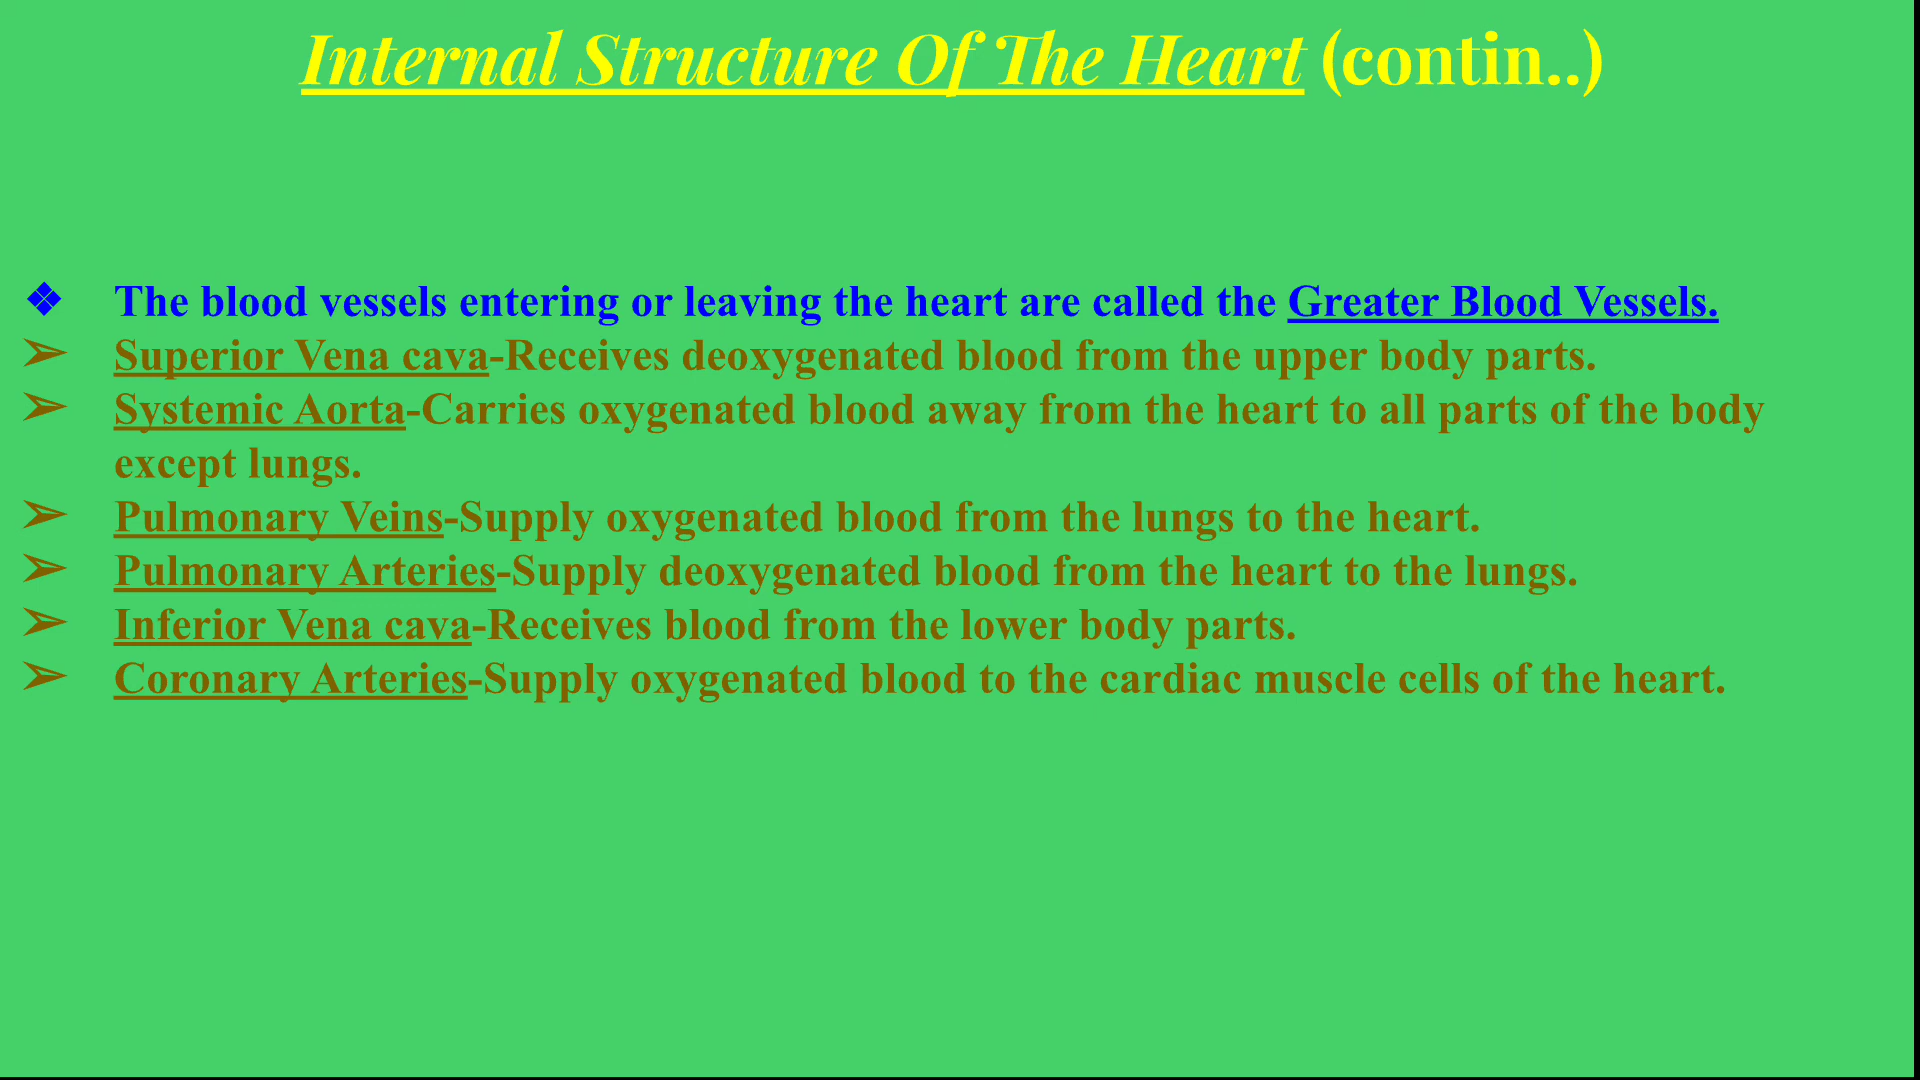 Internal Structure Of The Heart (contin..)
❖ The blood vessels entering or leaving the heart are called the Greater Blood Vessels.
➢ Superior Vena cava-Receives deoxygenated blood from the upper body parts.
➢ Systemic Aorta-Carries oxygenated blood away from the heart to all parts of the body
except lungs.
➢ Pulmonary Veins-Supply oxygenated blood from the lungs to the heart.
➢ Pulmonary Arteries-Supply deoxygenated blood from the heart to the lungs.
➢ Inferior Vena cava-Receives blood from the lower body parts.
➢ Coronary Arteries-Supply oxygenated blood to the cardiac muscle cells of the heart.